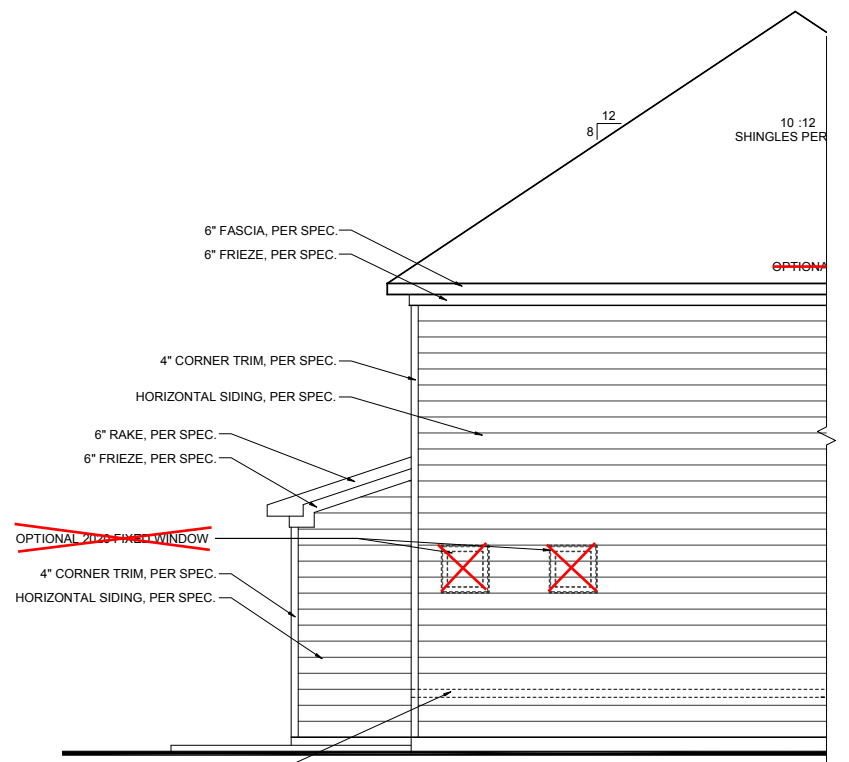 12
8
10 :12
SHINGLES PER
6" FASCIA, PER SPEC.
6" FRIEZE, PER SPEC.
OPTIONA
4" CORNER TRIM, PER SPEC.
HORIZONTAL SIDING, PER SPEC.
6" RAKE, PER SPEC.
6" FRIEZE, PER SPEC.
OPTIONAL 2020 FIXED WINDOW
4" CORNER TRIM, PER SPEC.
HORIZONTAL SIDING, PER SPEC.